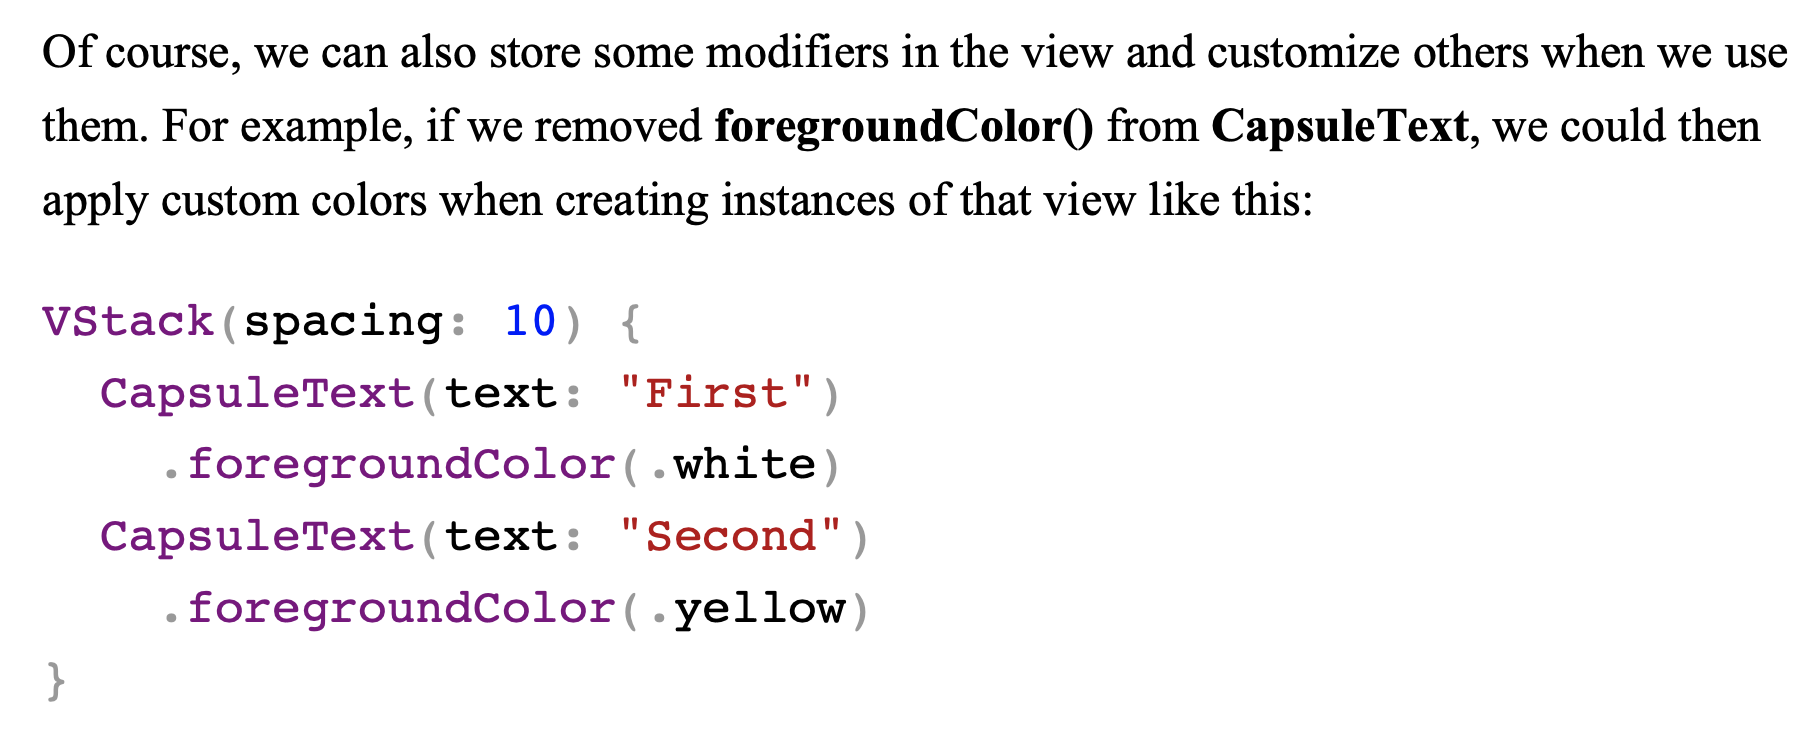 Of course, we can also store some modifiers in the view and customize others when we use
them. For example, if we removed foregroundColor() from CapsuleText, we could then
apply custom colors when creating instances of that view like this:
VStack(spacing: 10) {
  CapsuleText(text: "First")
    .foregroundColor(.white)
  CapsuleText(text: "Second")
    .foregroundColor(.yellow)
}